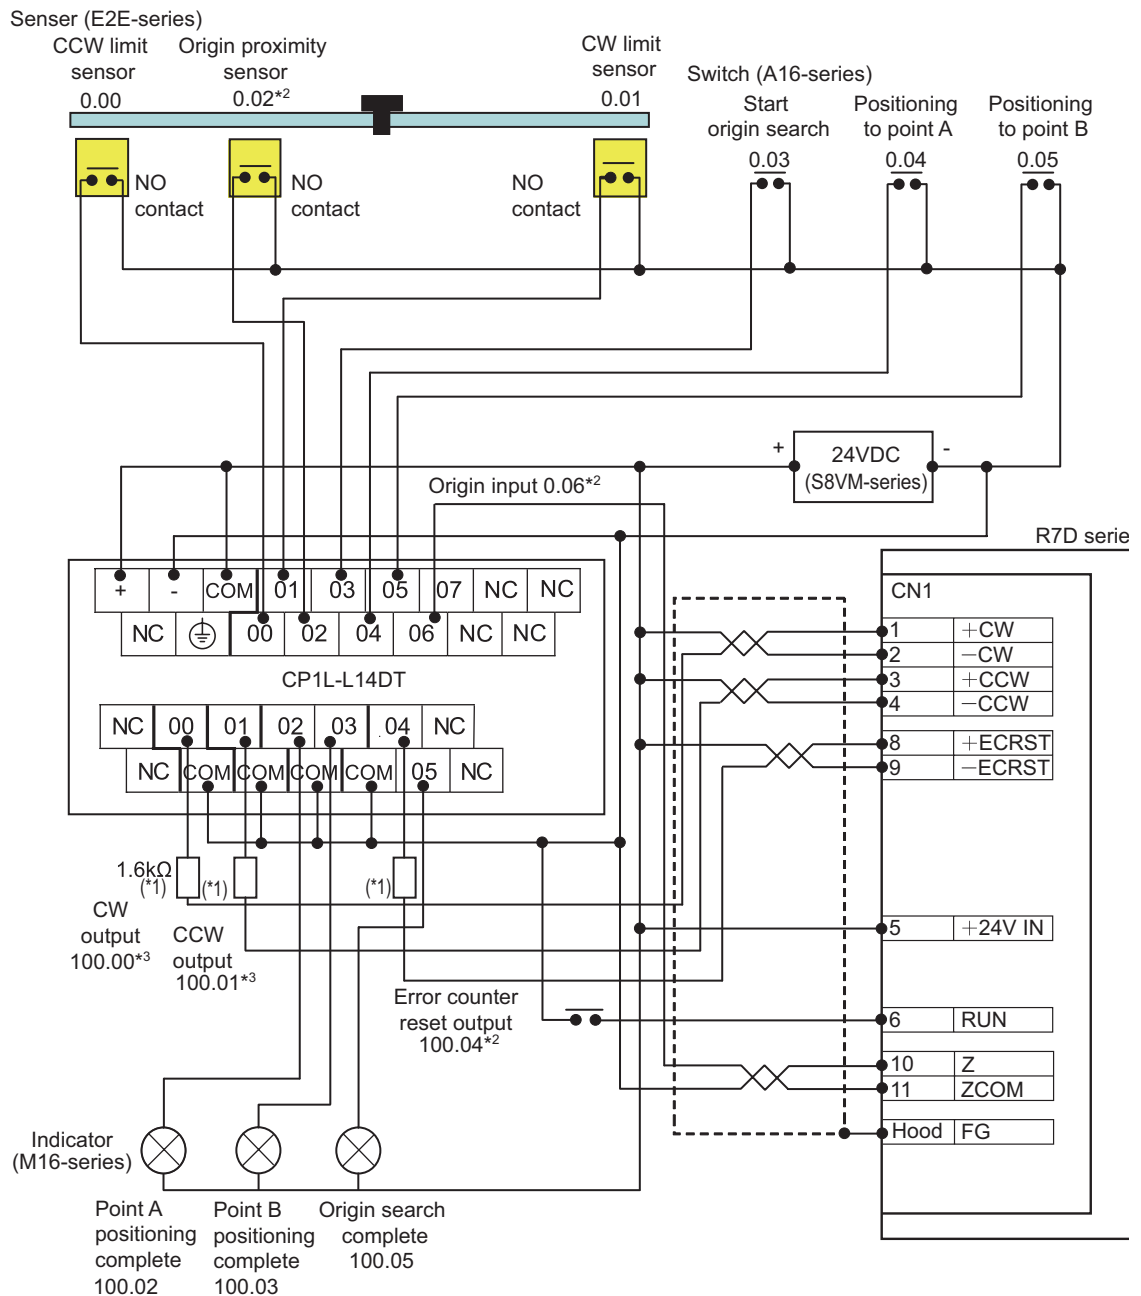 Senser (E2E-series)
CCW limit
sensor
0.00
Origin proximity
sensor
0.02*2
CW limit
sensor
0.01
Switch (A16-series)
Start
origin search
0.03
Positioning
to point A
0.04
Positioning
to point B
0.05
NO
contact
NO
contact
NO
contact
+
24VDC
(S8VM-series)
-
Origin input 0.06*2
R7D serie
+ - COM 01 03 05 07 NC NC
NC 00 02 04 06 NC NC
CP1L-L14DT
NC 00 01 02 03 04 NC
NC COM COM COM COM 05 NC
CN1
1 +CW
2 −CW
3 +CCW
4 −CCW
8 +ECRST
9 −ECRST
5 +24V IN
6 RUN
10 Z
11 ZCOM
Hood FG
1.6kΩ
(*1)
(*1)
(*1)
CW
output
100.00*3
CCW
output
100.01*3
Error counter
reset output
100.04*2
Indicator
(M16-series)
Point A
positioning
complete
100.02
Point B
positioning
complete
100.03
Origin search
complete
100.05